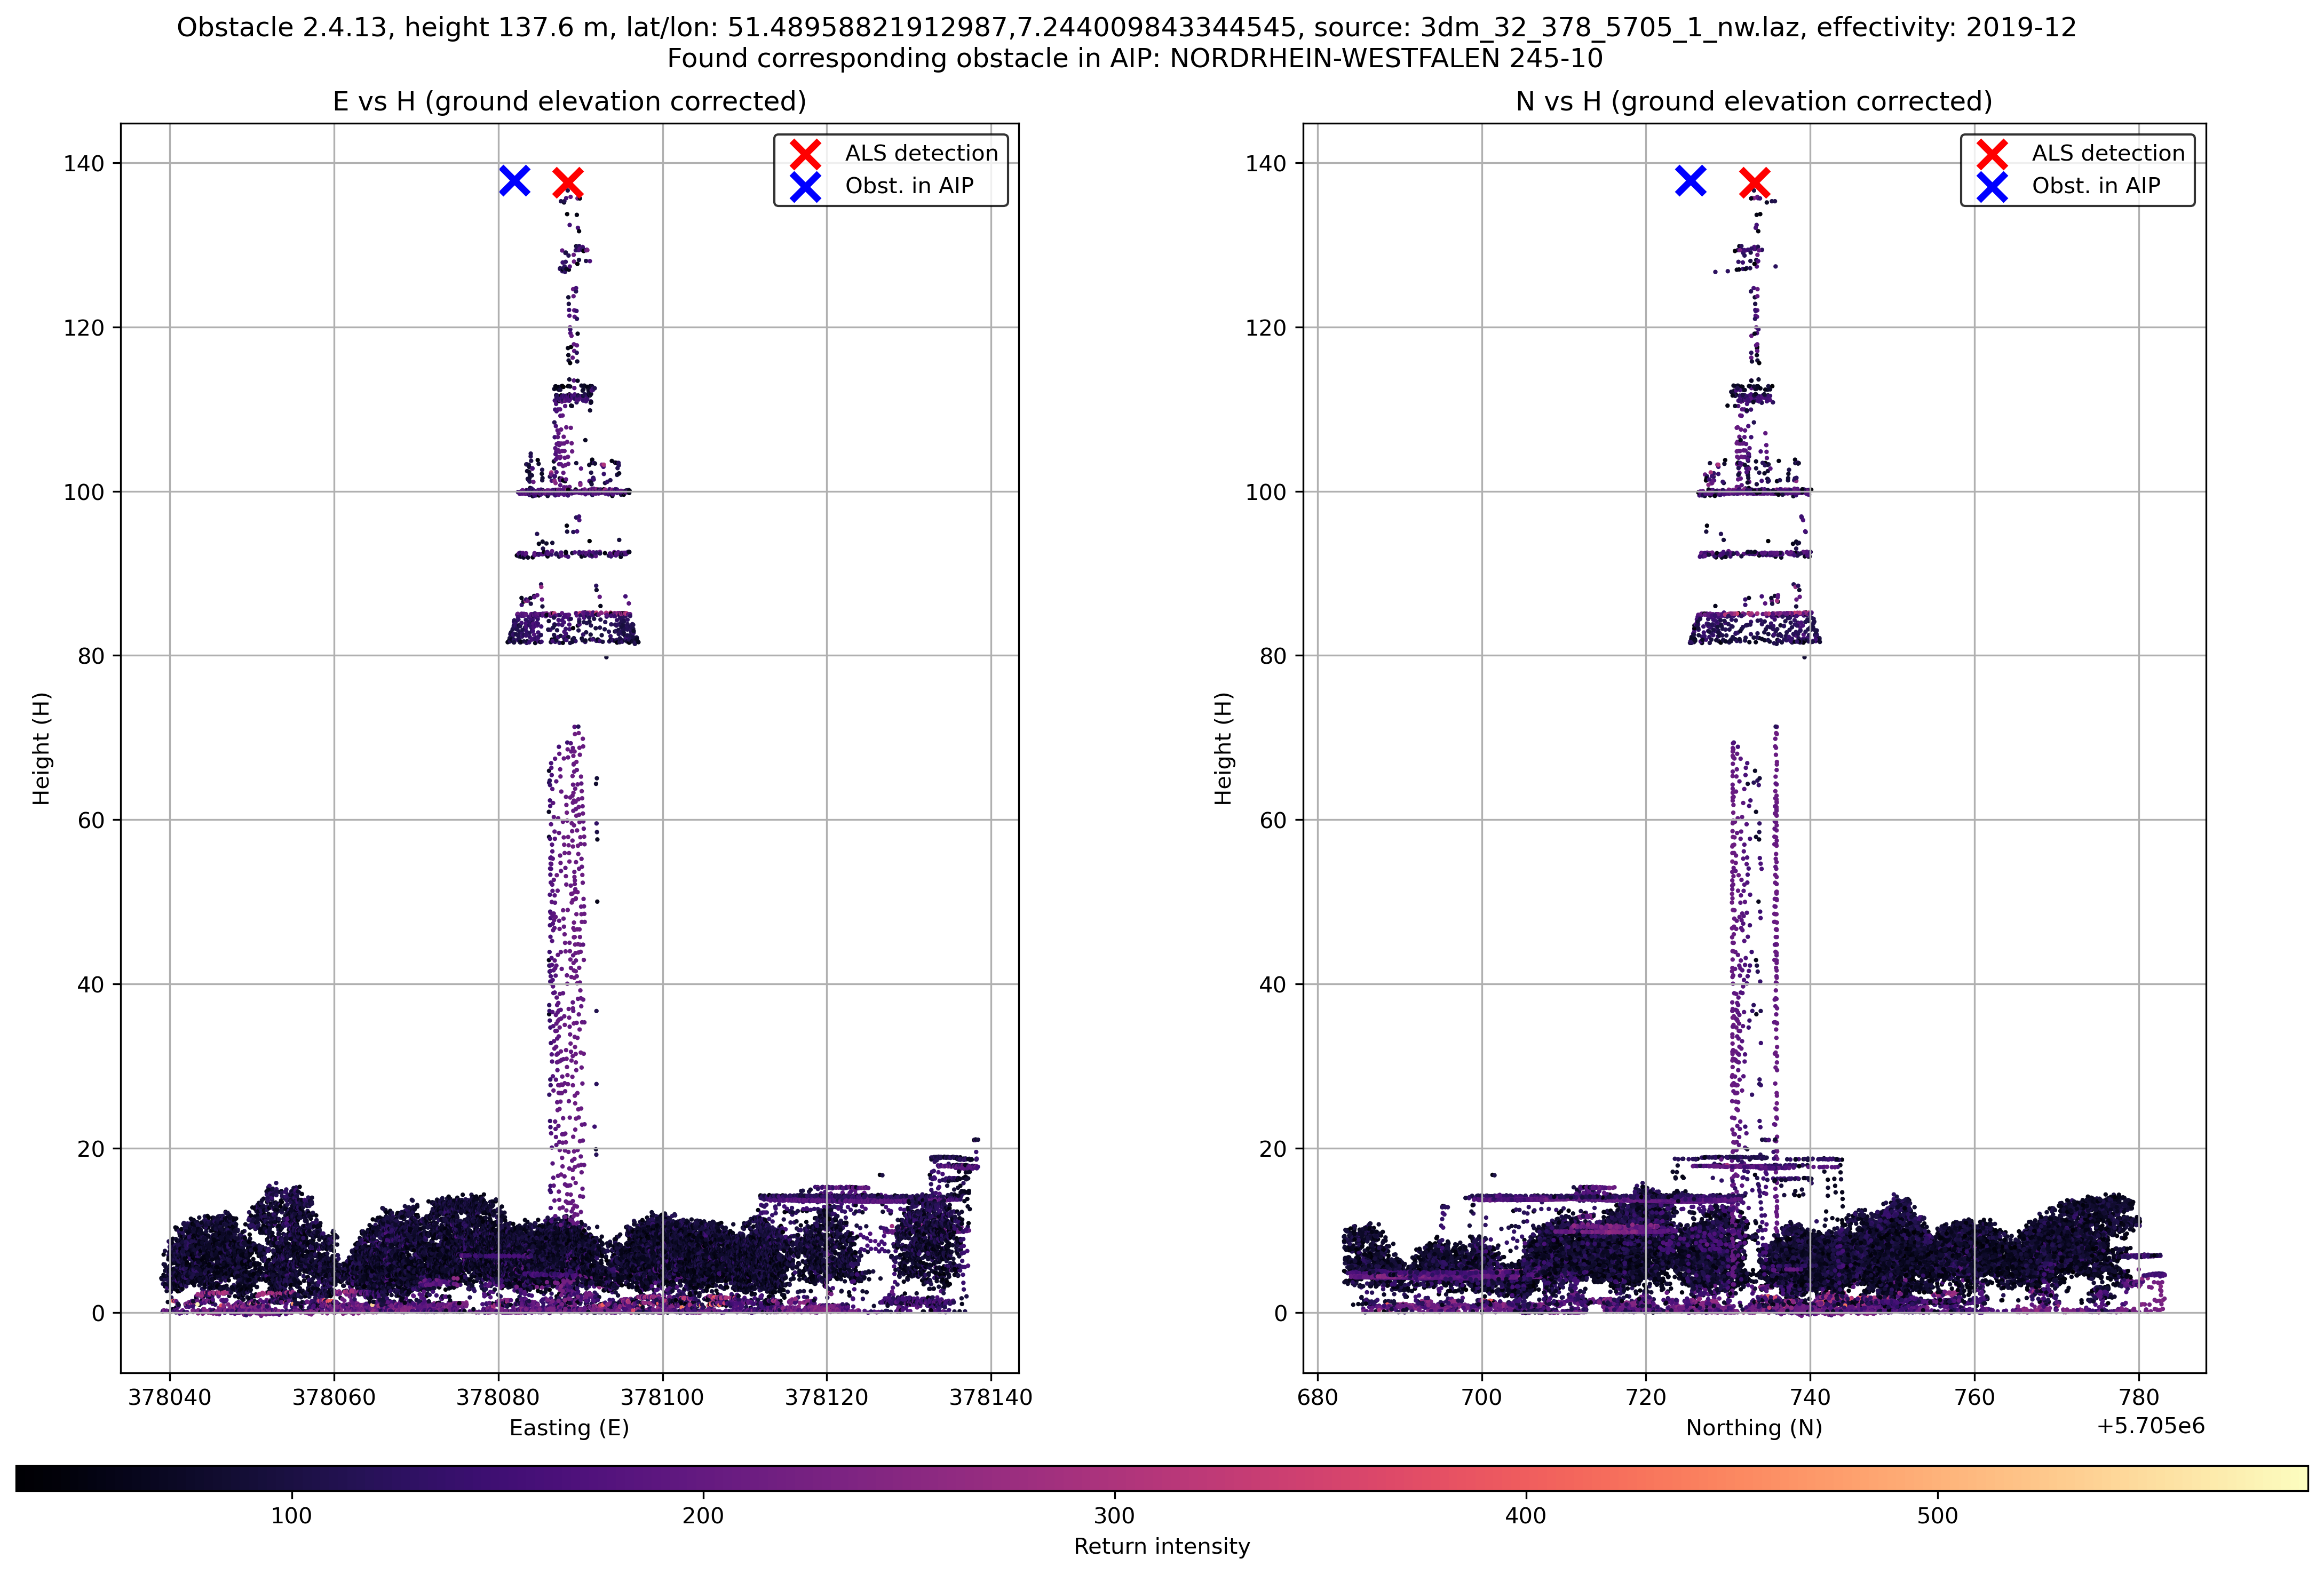 Obstacle 2.4.13, height 137.6 m, lat/lon: 51.48958821912987,7.244009843344545, source: 3dm_32_378_5705_1_nw.laz, effectivity: 2019-12
Found corresponding obstacle in AIP: NORDRHEIN-WESTFALEN 245-10
E vs H (ground elevation corrected)
ALS detection
Obst. in AIP
140
120
100
80
60
40
20
0
Height (H)
378040 378060 378080 378100 378120 378140
Easting (E)
N vs H (ground elevation corrected)
ALS detection
Obst. in AIP
140
120
100
80
60
40
20
0
Height (H)
680 700 720 740 760 780
+5.705e6
Northing (N)
100 200 300 400 500
Return intensity